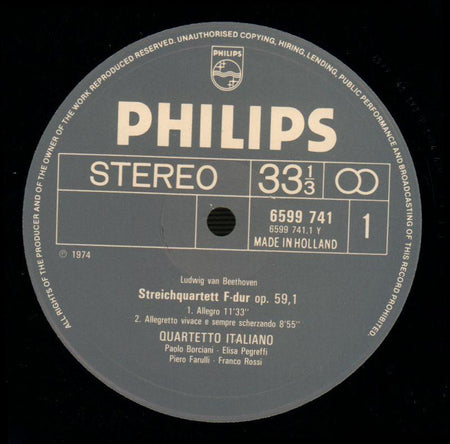 ALL RIGHTS OF THE PRODUCER AND OF THE OWNER OF THE WORK REPRODUCED RESERVED. UNAUTHORISED COPYING, HIRING, LENDING, PUBLIC PERFORMANCE AND BROADCASTING OF THIS RECORD PROHIBITED.
PHILIPS
PHILIPS
STEREO 33 1/3
6599 741
6599 741.1 Y
MADE IN HOLLAND
1
℗ 1974
Ludwig van Beethoven
Streichquartett F-dur op. 59,1
1. Allegro 11'33"
2. Allegretto vivace e sempre scherzando 8'55"
QUARTETTO ITALIANO
Paolo Borciani · Elisa Pegreffi
Piero Farulli · Franco Rossi